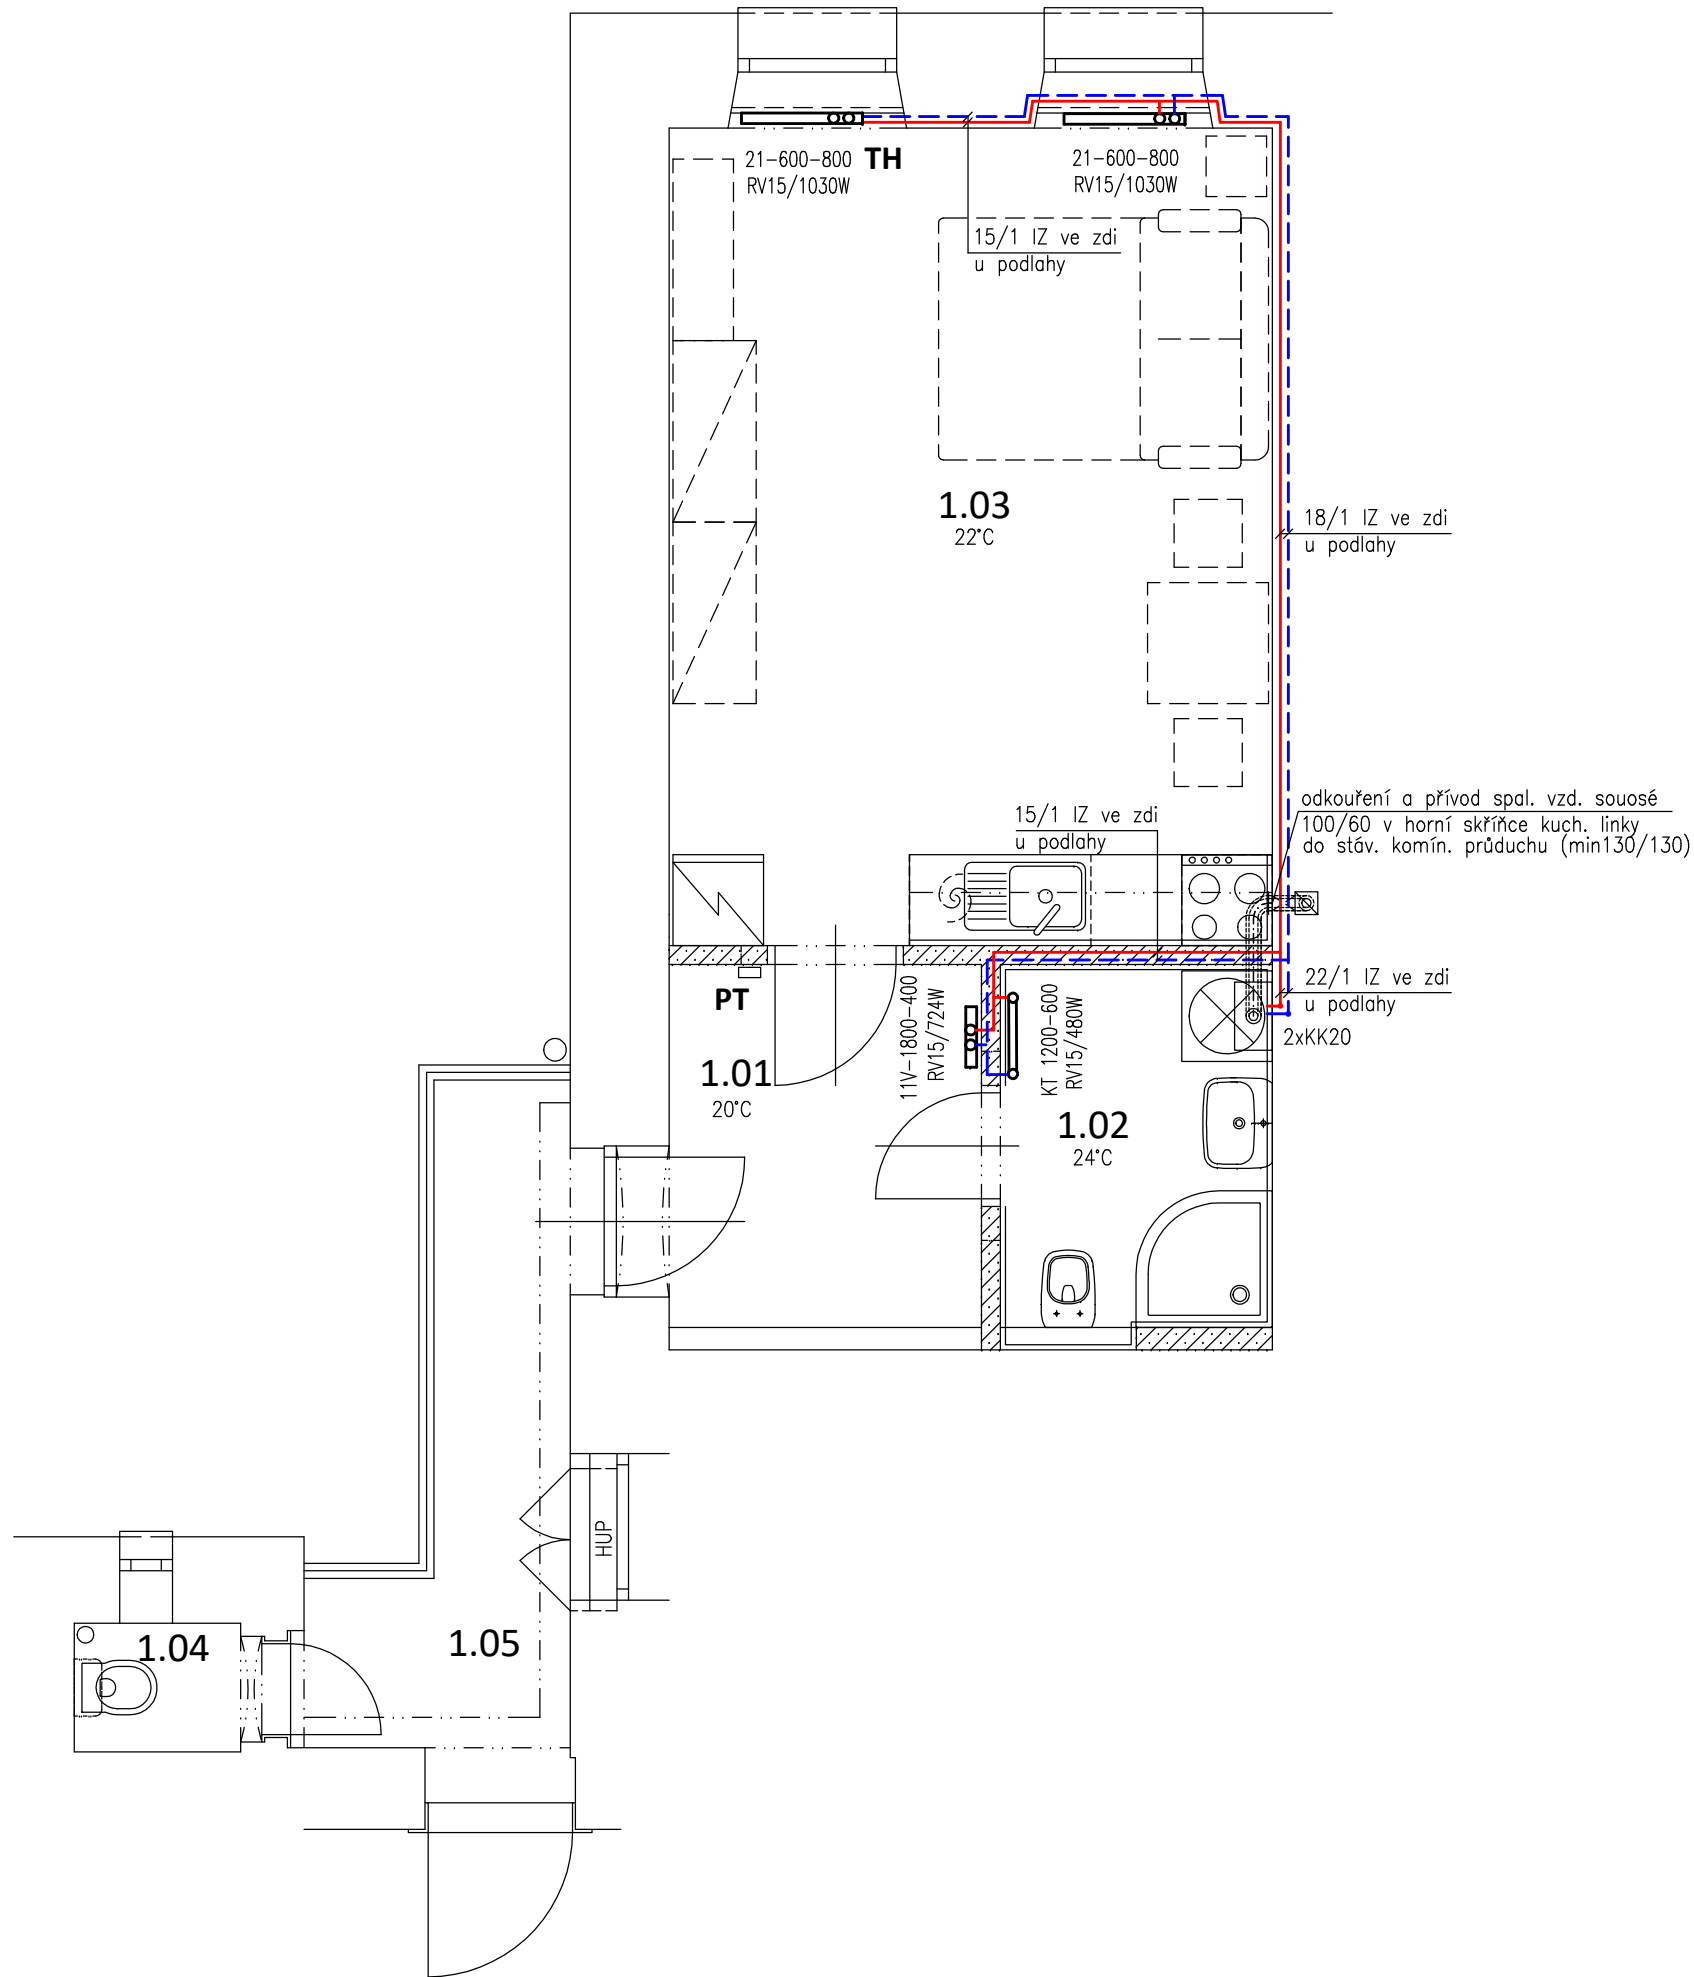 21-600-800 TH
RV15/1030W
21-600-800
RV15/1030W
15/1 IZ ve zdi
u podlahy
1.03
22°C
18/1 IZ ve zdi
u podlahy
odkouření a přívod spal. vzd. souosé
100/60 v horní skříňce kuch. linky
do stáv. komín. průduchu (min130/130)
15/1 IZ ve zdi
u podlahy
PT
11V-1800-400
RV15/724W
KT 1200-600
RV15/480W
22/1 IZ ve zdi
u podlahy
2xKK20
1.01
20°C
1.02
24°C
HUP
1.04
1.05